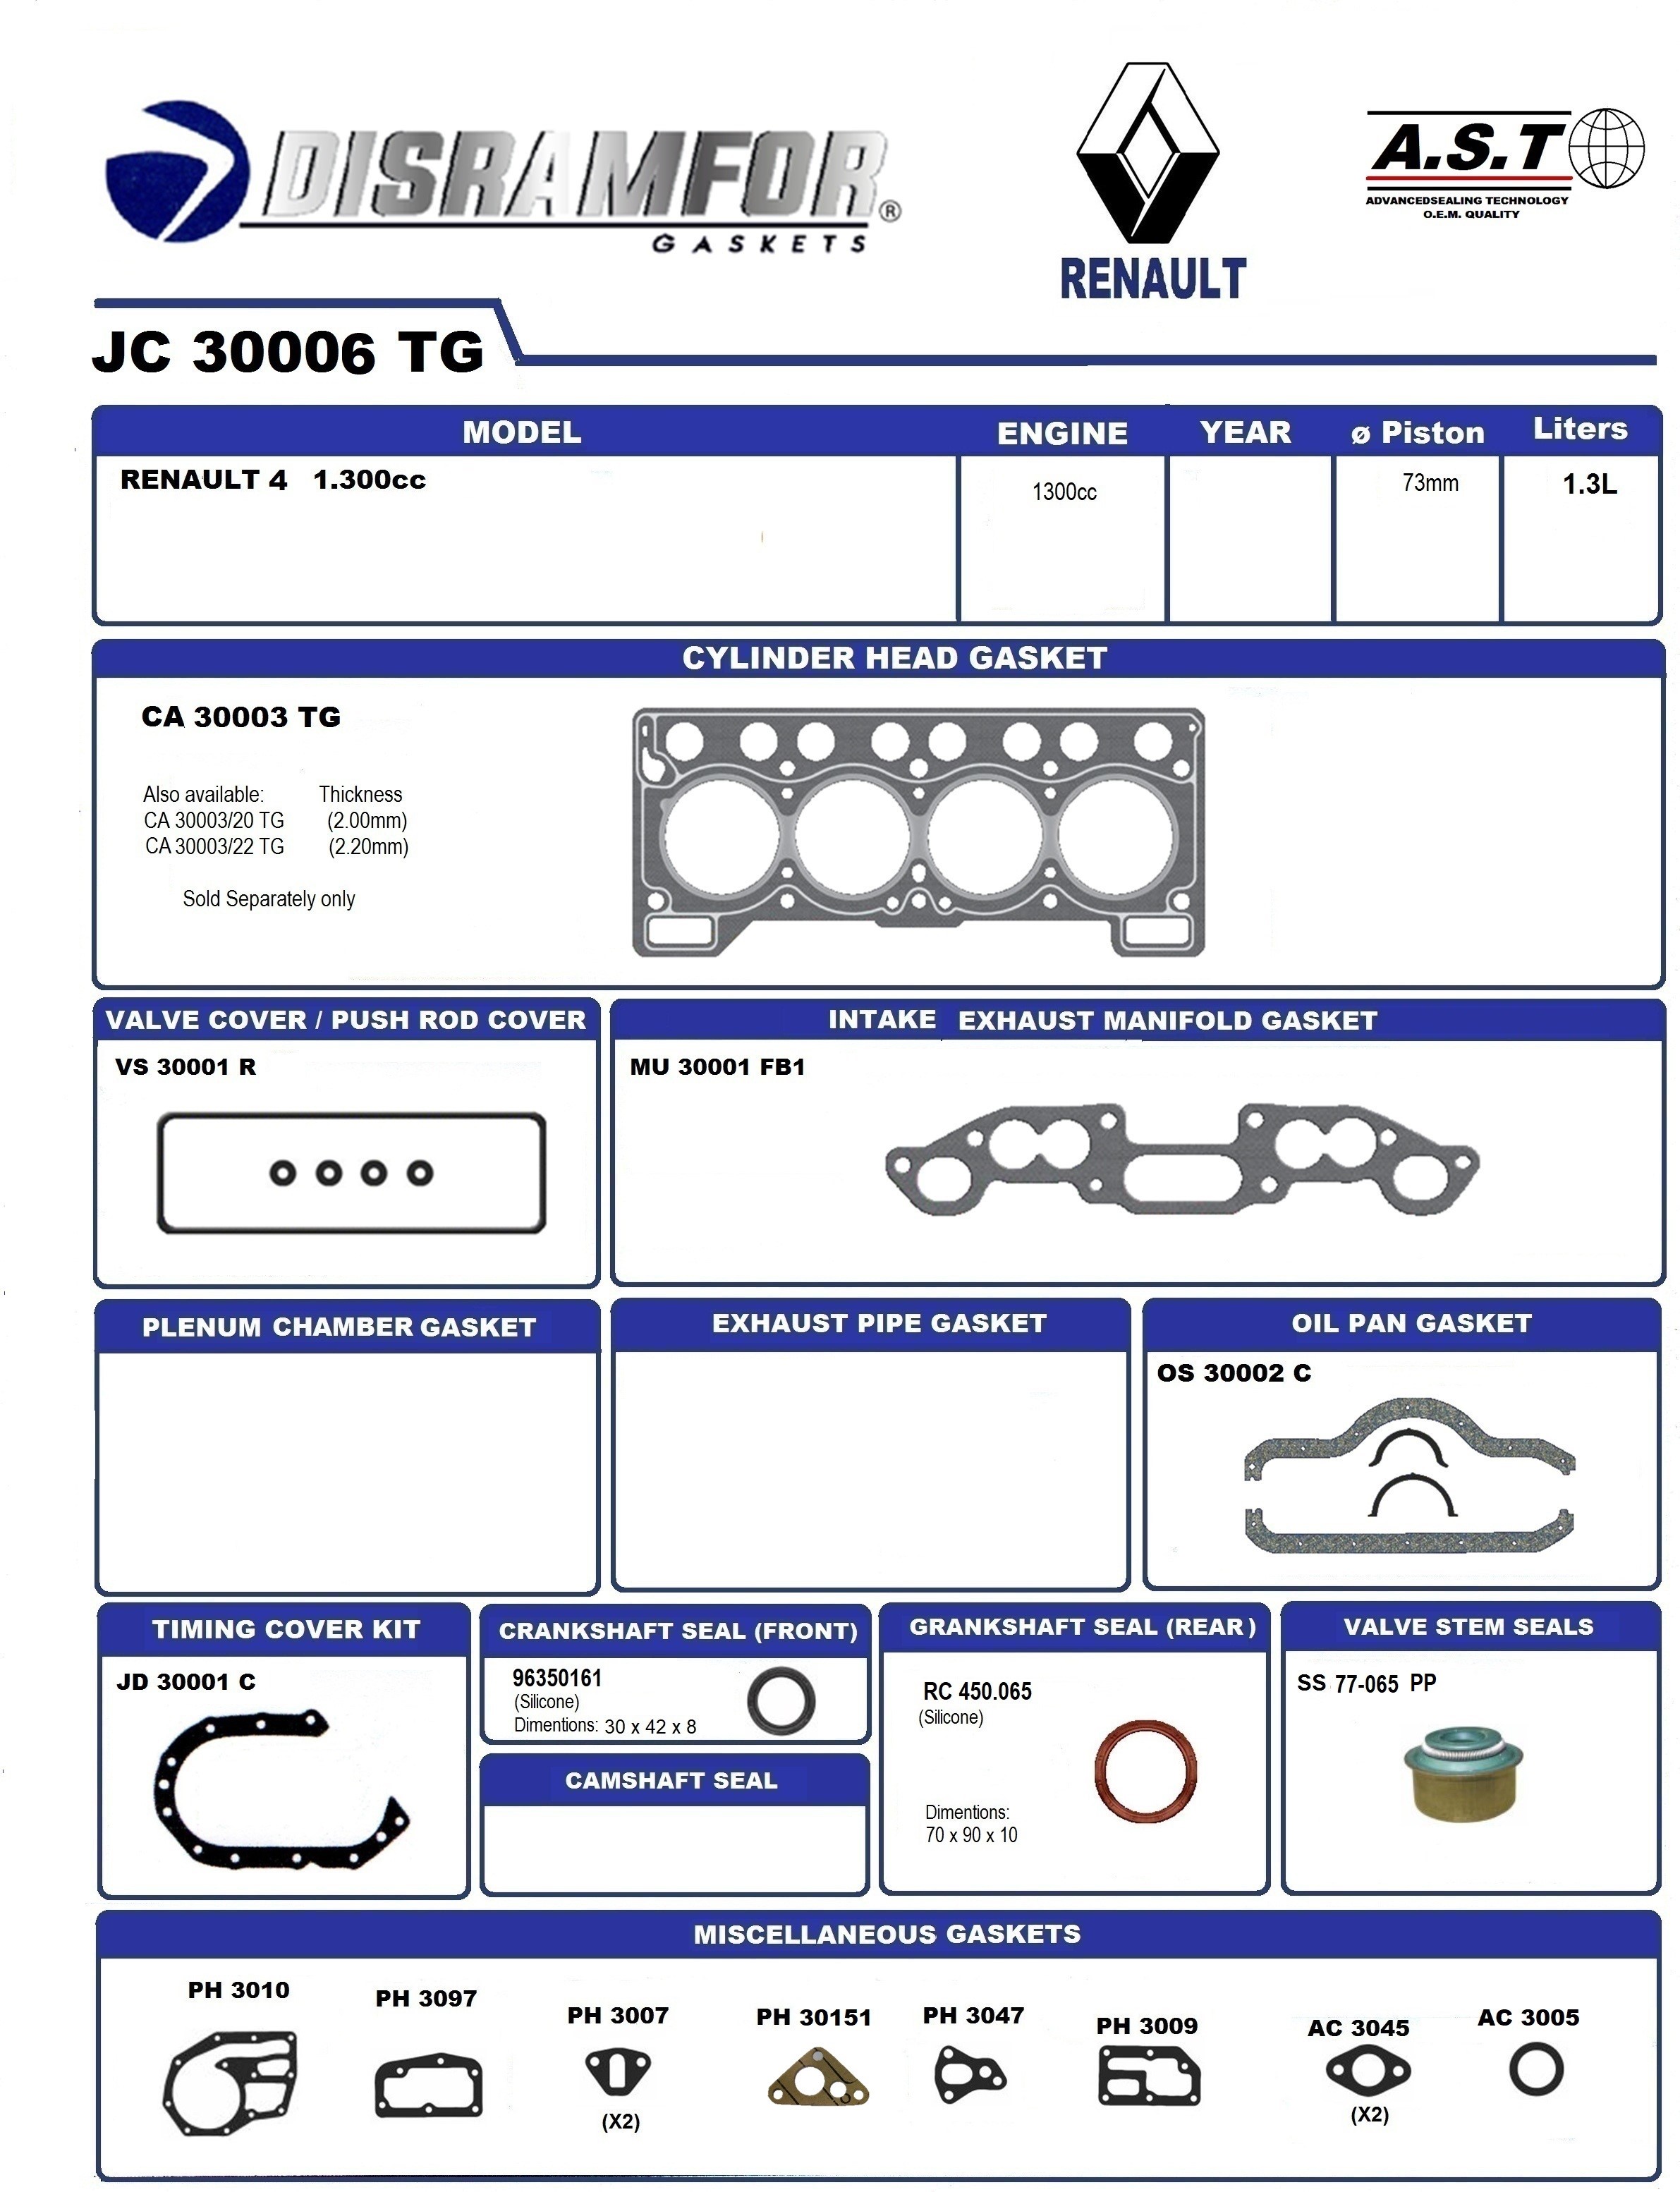 DISRAMFOR®
GASKETS
RENAULT
A.S.T
ADVANCEDSEALING TECHNOLOGY
O.E.M. QUALITY
JC 30006 TG
MODEL ENGINE YEAR ø Piston Liters
RENAULT 4 1.300cc 1300cc 73mm 1.3L
CYLINDER HEAD GASKET
CA 30003 TG
Also available: Thickness
CA 30003/20 TG (2.00mm)
CA 30003/22 TG (2.20mm)
Sold Separately only
VALVE COVER / PUSH ROD COVER
VS 30001 R
INTAKE EXHAUST MANIFOLD GASKET
MU 30001 FB1
PLENUM CHAMBER GASKET
EXHAUST PIPE GASKET
OIL PAN GASKET
OS 30002 C
TIMING COVER KIT
JD 30001 C
CRANKSHAFT SEAL (FRONT)
96350161
(Silicone)
Dimentions: 30 x 42 x 8
CAMSHAFT SEAL
GRANKSHAFT SEAL (REAR)
RC 450.065
(Silicone)
Dimentions:
70 x 90 x 10
VALVE STEM SEALS
SS 77-065 PP
MISCELLANEOUS GASKETS
PH 3010
PH 3097
PH 3007
(X2)
PH 30151
PH 3047
PH 3009
AC 3045
(X2)
AC 3005